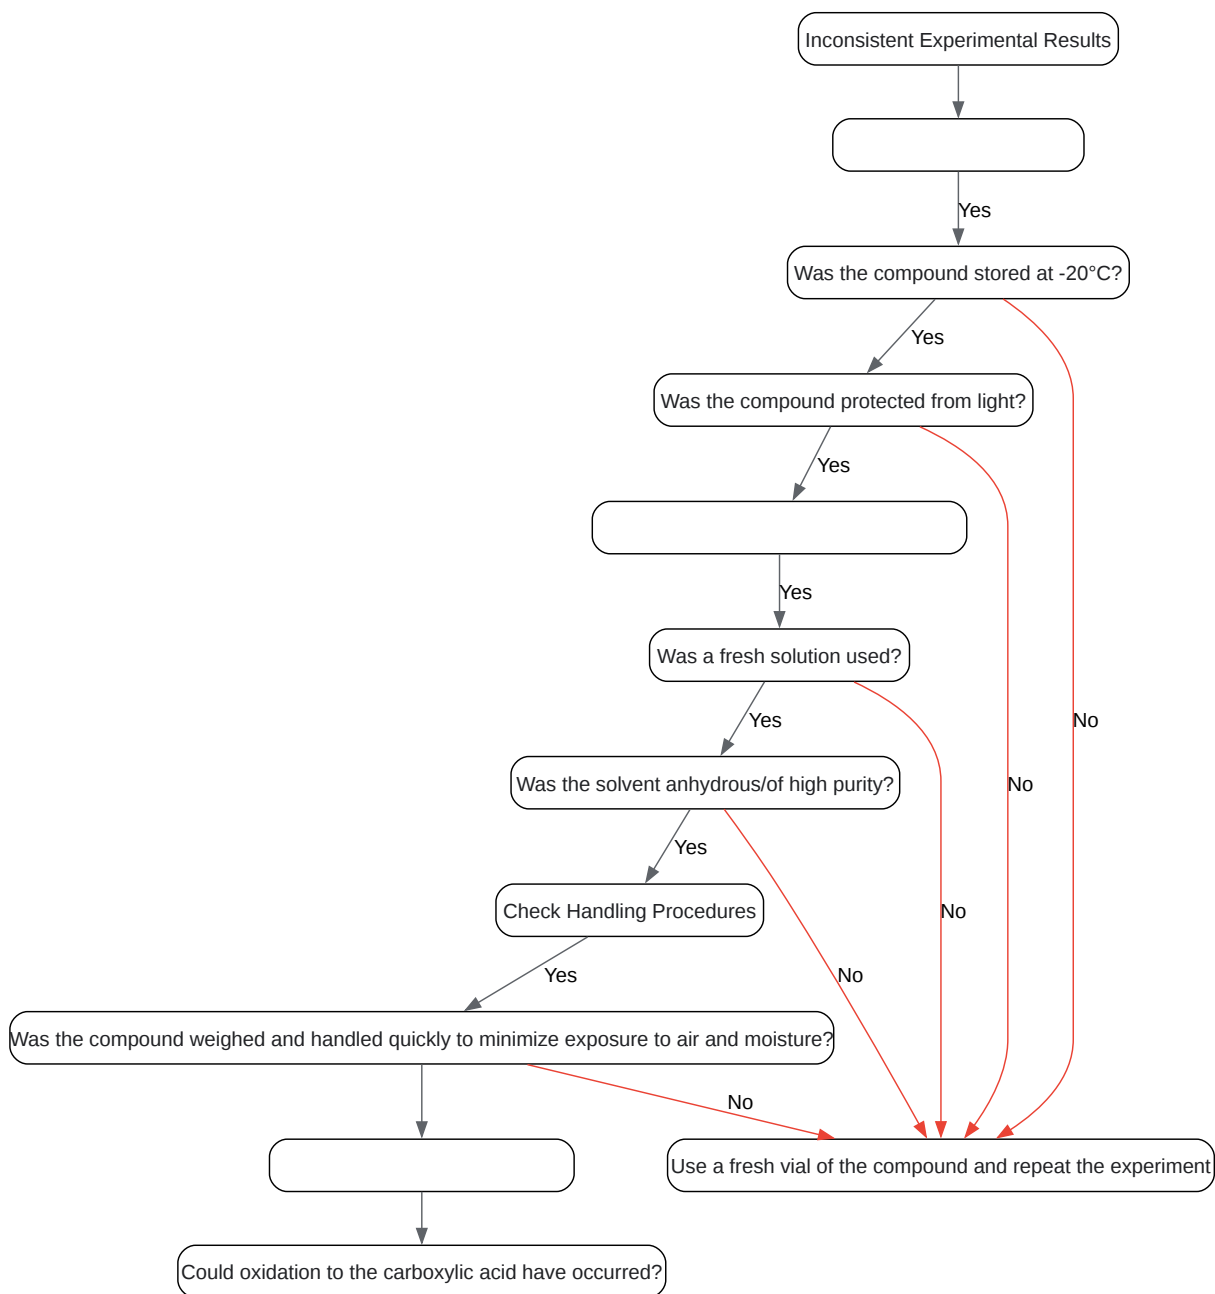 Inconsistent Experimental Results
Yes
Was the compound stored at -20°C?
Yes
Was the compound protected from light?
Yes
Yes
Was a fresh solution used?
Yes
No
Was the solvent anhydrous/of high purity?
No
Yes
Check Handling Procedures
No
Yes
No
Was the compound weighed and handled quickly to minimize exposure to air and moisture?
No
Use a fresh vial of the compound and repeat the experiment
Could oxidation to the carboxylic acid have occurred?